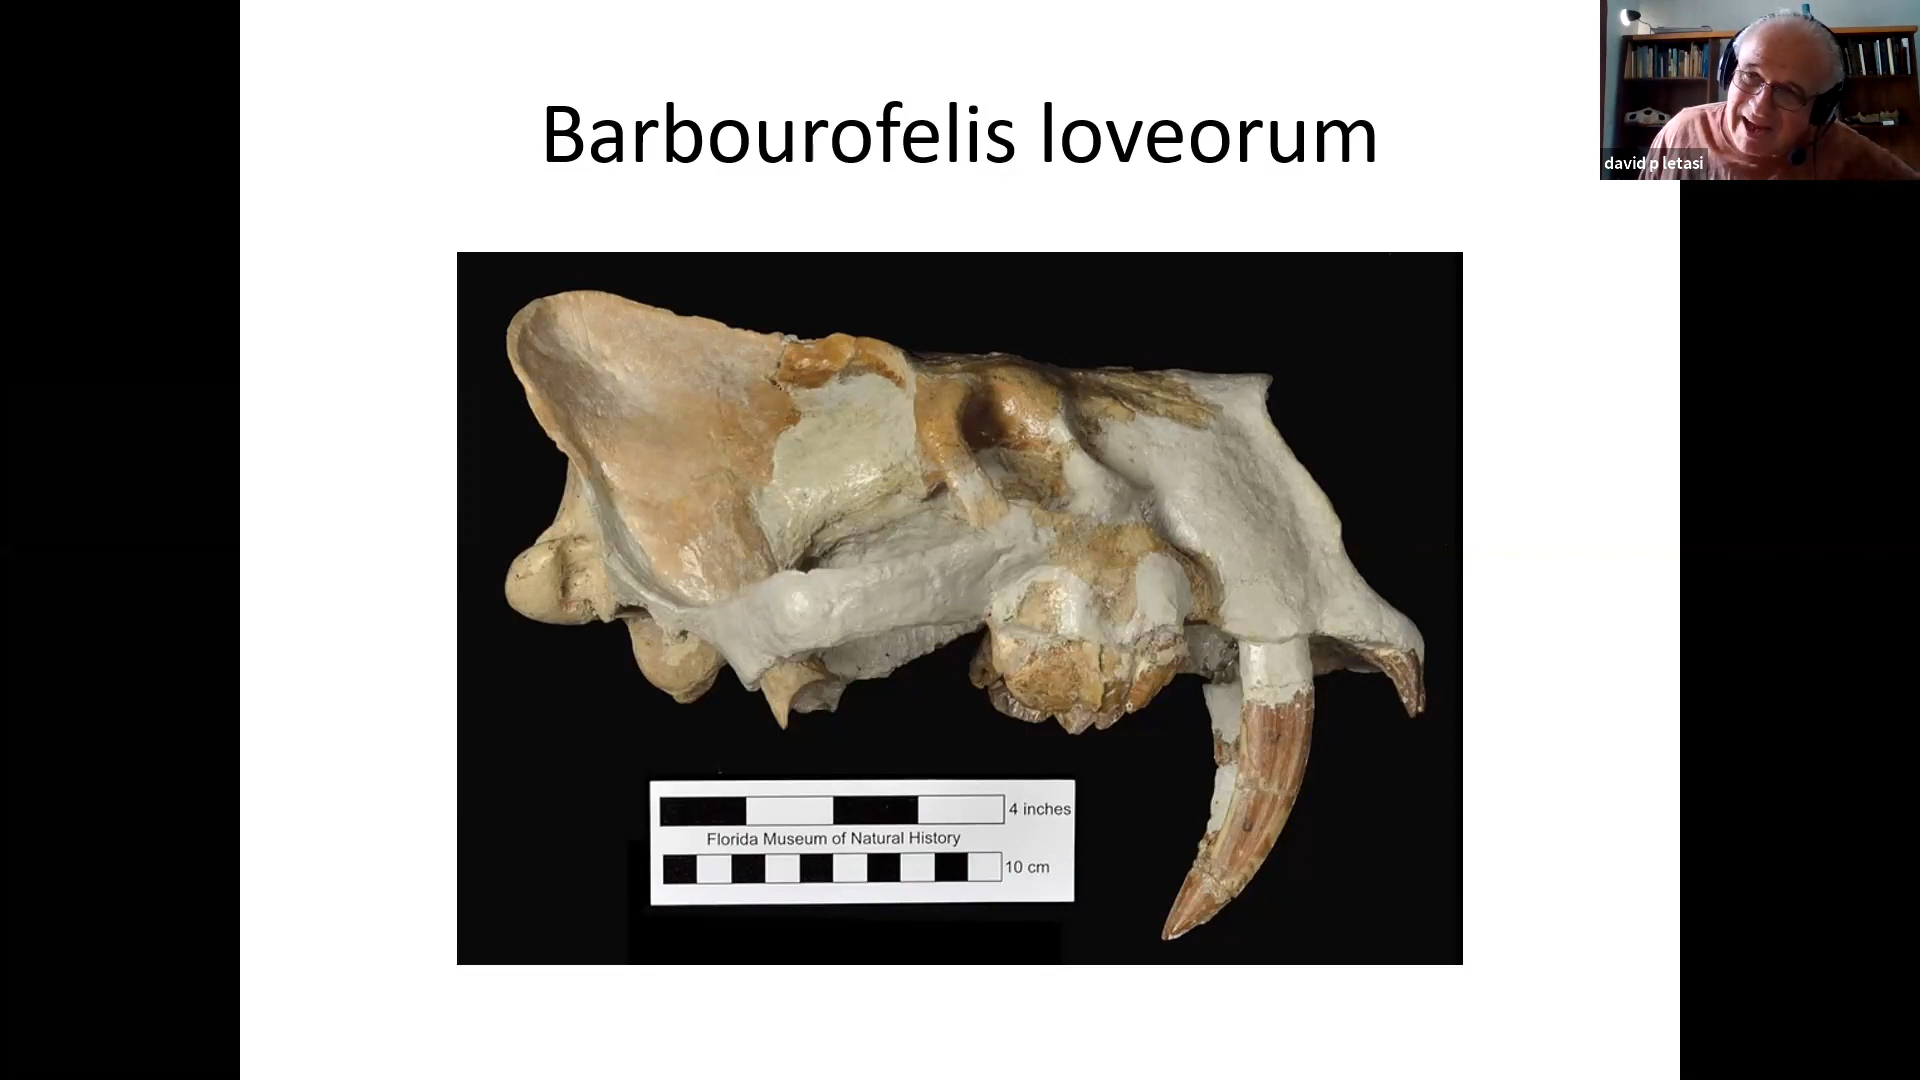 Barbourofelis loveorum
david p letasi
4 inches
Florida Museum of Natural History
10 cm